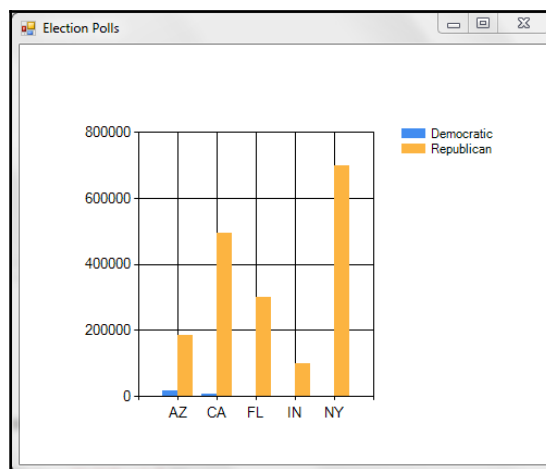 Election Polls
Democratic
Republican
800000
600000
400000
200000
0
AZ CA FL IN NY